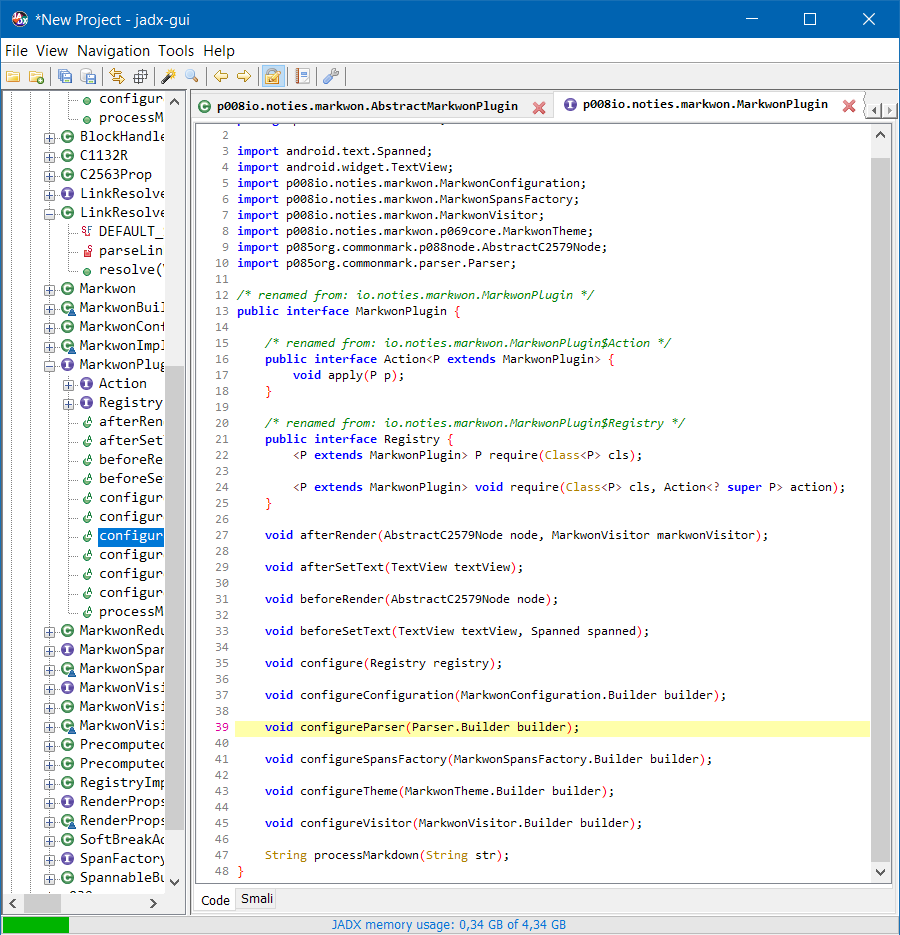 *New Project - jadx-gui
File View Navigation Tools Help
configur
processM
BlockHandle
C1132R
C2563Prop
LinkResolve
LinkResolve
DEFAULT_
parseLin
resolve(
Markwon
MarkwonBuil
MarkwonConf
MarkwonImpl
MarkwonPlug
Action
Registry
afterRen
afterSet
beforeRe
beforeSe
configur
configur
configur
configur
configur
configur
processM
MarkwonRedu
MarkwonSpan
MarkwonSpan
MarkwonVisi
MarkwonVisi
MarkwonVisi
Precomputed
Precomputed
RegistryImp
RenderProps
RenderProps
SoftBreakAd
SpanFactory
SpannableBu
p008io.noties.markwon.AbstractMarkwonPlugin
p008io.noties.markwon.MarkwonPlugin
2
3 import android.text.Spanned;
4 import android.widget.TextView;
5 import p008io.noties.markwon.MarkwonConfiguration;
6 import p008io.noties.markwon.MarkwonSpansFactory;
7 import p008io.noties.markwon.MarkwonVisitor;
8 import p008io.noties.markwon.p069core.MarkwonTheme;
9 import p085org.commonmark.p088node.AbstractC2579Node;
10 import p085org.commonmark.parser.Parser;
11
12 /* renamed from: io.noties.markwon.MarkwonPlugin */
13 public interface MarkwonPlugin {
14
15 /* renamed from: io.noties.markwon.MarkwonPlugin$Action */
16 public interface Action<P extends MarkwonPlugin> {
17 void apply(P p);
18 }
19
20 /* renamed from: io.noties.markwon.MarkwonPlugin$Registry */
21 public interface Registry {
22 <P extends MarkwonPlugin> P require(Class<P> cls);
23
24 <P extends MarkwonPlugin> void require(Class<P> cls, Action<? super P> action);
25 }
26
27 void afterRender(AbstractC2579Node node, MarkwonVisitor markwonVisitor);
28
29 void afterSetText(TextView textView);
30
31 void beforeRender(AbstractC2579Node node);
32
33 void beforeSetText(TextView textView, Spanned spanned);
34
35 void configure(Registry registry);
36
37 void configureConfiguration(MarkwonConfiguration.Builder builder);
38
39 void configureParser(Parser.Builder builder);
40
41 void configureSpansFactory(MarkwonSpansFactory.Builder builder);
42
43 void configureTheme(MarkwonTheme.Builder builder);
44
45 void configureVisitor(MarkwonVisitor.Builder builder);
46
47 String processMarkdown(String str);
48 }
Code Smali
JADX memory usage: 0,34 GB of 4,34 GB